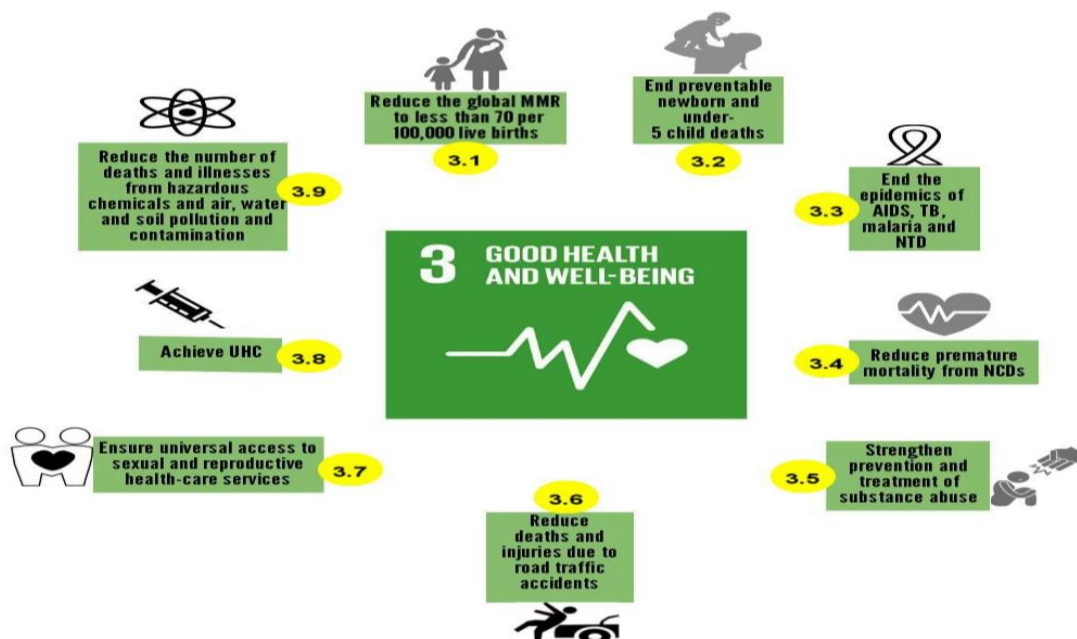 Reduce the global MMR
to less than 70 per
100,000 live births
3.1
End preventable
newborn and
under-
5 child deaths
3.2
End the
epidemics of
AIDS, TB,
malaria and
NTD
3.3
Reduce premature
mortality from NCDs
3.4
Strengthen
prevention and
treatment of
substance abuse
3.5
3.6
Reduce
deaths and
injuries due to
road traffic
accidents
Ensure universal access to
sexual and reproductive
health-care services
3.7
Achieve UHC
3.8
Reduce the number of
deaths and illnesses
from hazardous
chemicals and air, water
and soil pollution and
contamination
3.9
3 GOOD HEALTH
AND WELL-BEING